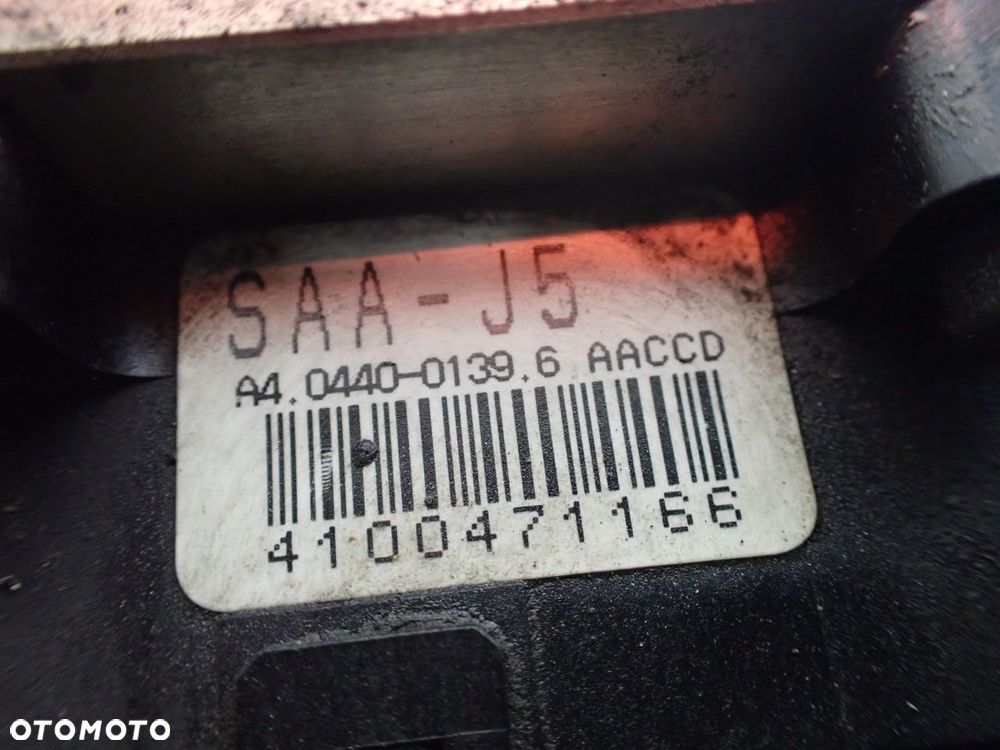 SAA-J5
A4.0440-0139.6 AACCD
4100471166
OTOMOTO